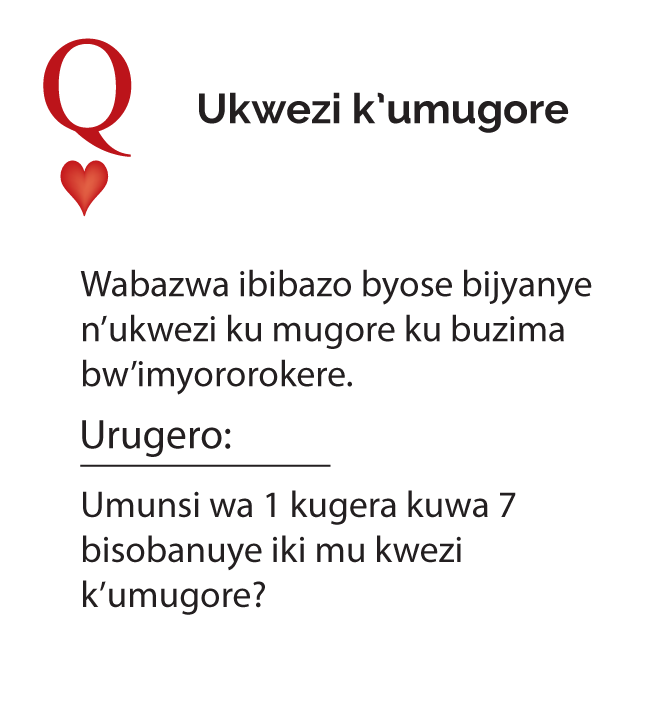 Q
Ukwezi k’umugore
Wabazwa ibibazo byose bijyanye
n’ukwezi ku mugore ku buzima
bw’imyororokere.
Urugero:
Umunsi wa 1 kugera kuwa 7
bisobanuye iki mu kwezi
k’umugore?